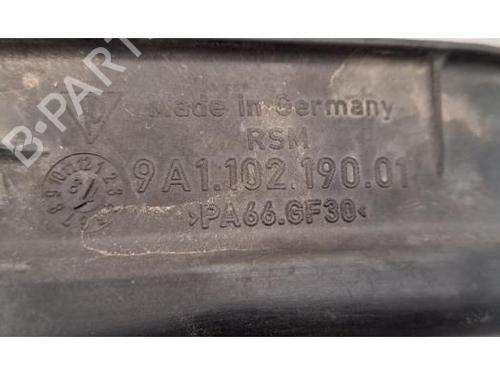 Made in Germany
RSM
9A1.102.190.01
>PA66.GF30<
B-Parts